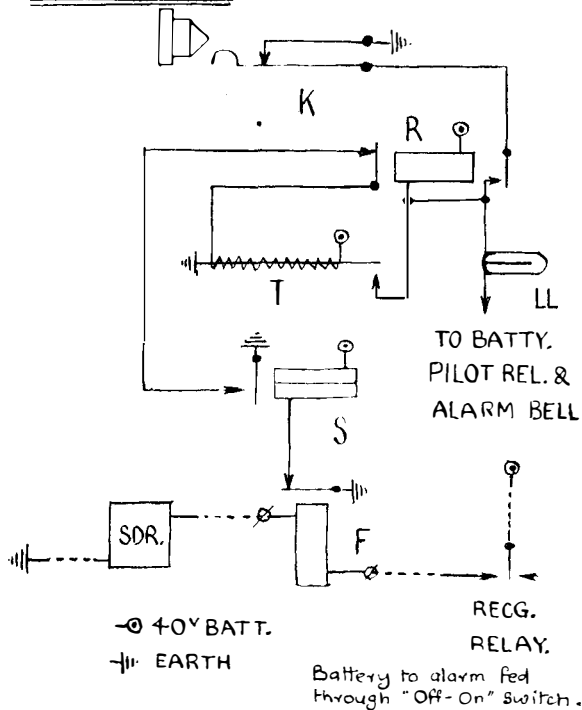 K
R
T
LL
TO BATTY.
PILOT REL. &
ALARM BELL
S
SDR.
F
40V BATT.
EARTH
RECG.
RELAY.
Battery to alarm fed
through "Off-On" Switch.